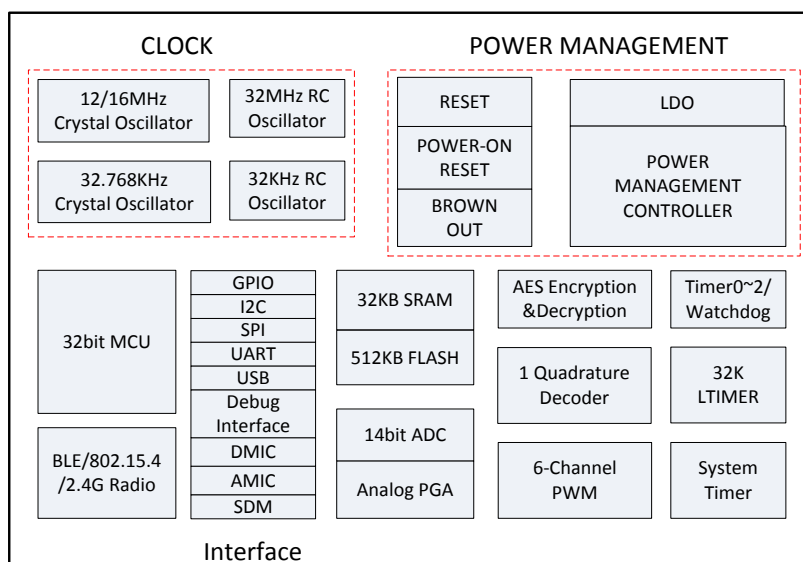 CLOCK
POWER MANAGEMENT
12/16MHz
Crystal Oscillator
32MHz RC
Oscillator
32.768KHz
Crystal Oscillator
32KHz RC
Oscillator
RESET
POWER-ON
RESET
BROWN
OUT
LDO
POWER
MANAGEMENT
CONTROLLER
32bit MCU
BLE/802.15.4
/2.4G Radio
GPIO
I2C
SPI
UART
USB
Debug
Interface
DMIC
AMIC
SDM
Interface
32KB SRAM
512KB FLASH
14bit ADC
Analog PGA
AES Encryption
&Decryption
1 Quadrature
Decoder
6-Channel
PWM
Timer0~2/
Watchdog
32K
LTIMER
System
Timer